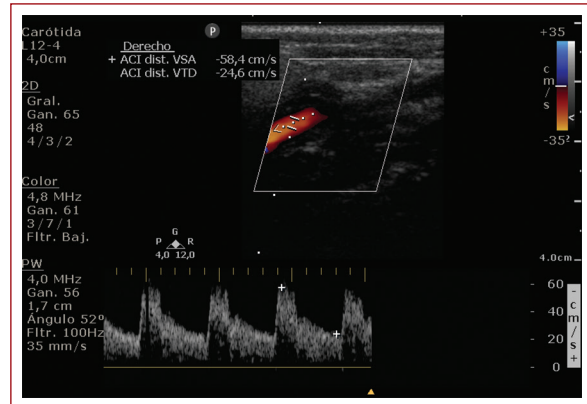 Carótida
L12-4
4,0cm
2D
Gral.
Gan. 65
48
4/3/2
Color
4,8 MHz
Gan. 61
3/7/1
Fltr. Baj.
PW
4,0 MHz
Gan. 56
1,7 cm
Ángulo 52°
Fltr. 100Hz
35 mm/s
P
Derecho
+ ACI dist. VSA -58,4 cm/s
ACI dist. VTD -24,6 cm/s
G
P R
4,0 12,0
+35
cm/s
-35²
4.0cm
60
40
20
0
- cm/s +